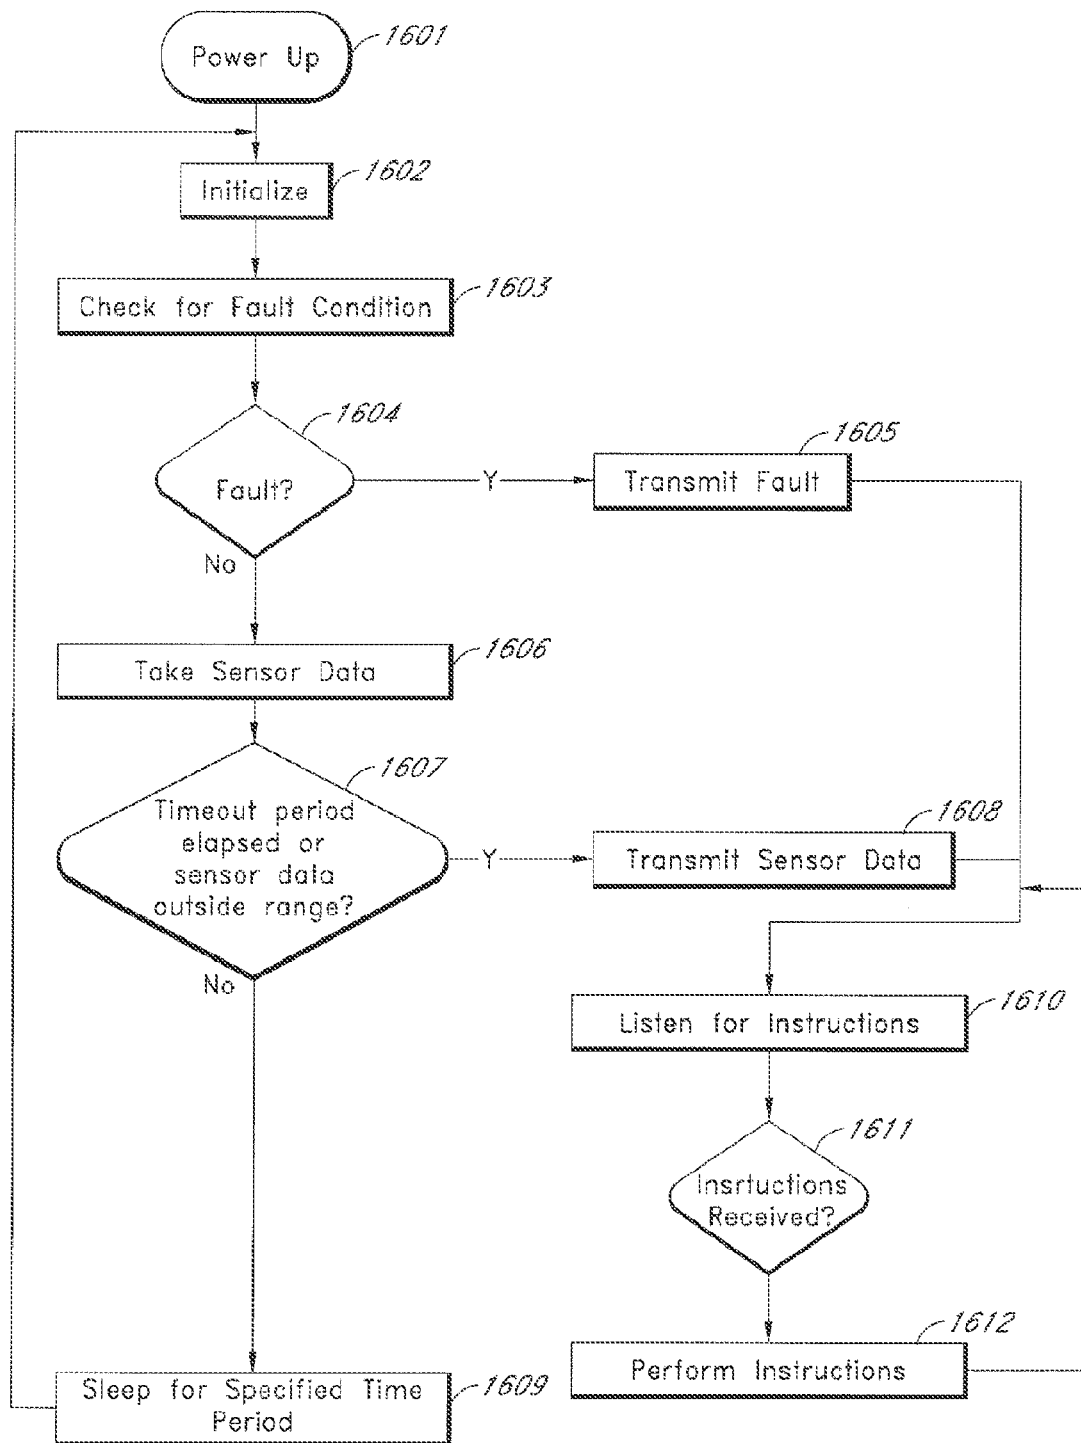 Power Up
1601
Initialize
1602
Check for Fault Condition
1603
Fault?
1604
Y
Transmit Fault
1605
No
Take Sensor Data
1606
Timeout period
elapsed or
sensor data
outside range?
1607
Y
Transmit Sensor Data
1608
No
Listen for Instructions
1610
Insrtuctions
Received?
1611
Perform Instructions
1612
Sleep for Specified Time
Period
1609